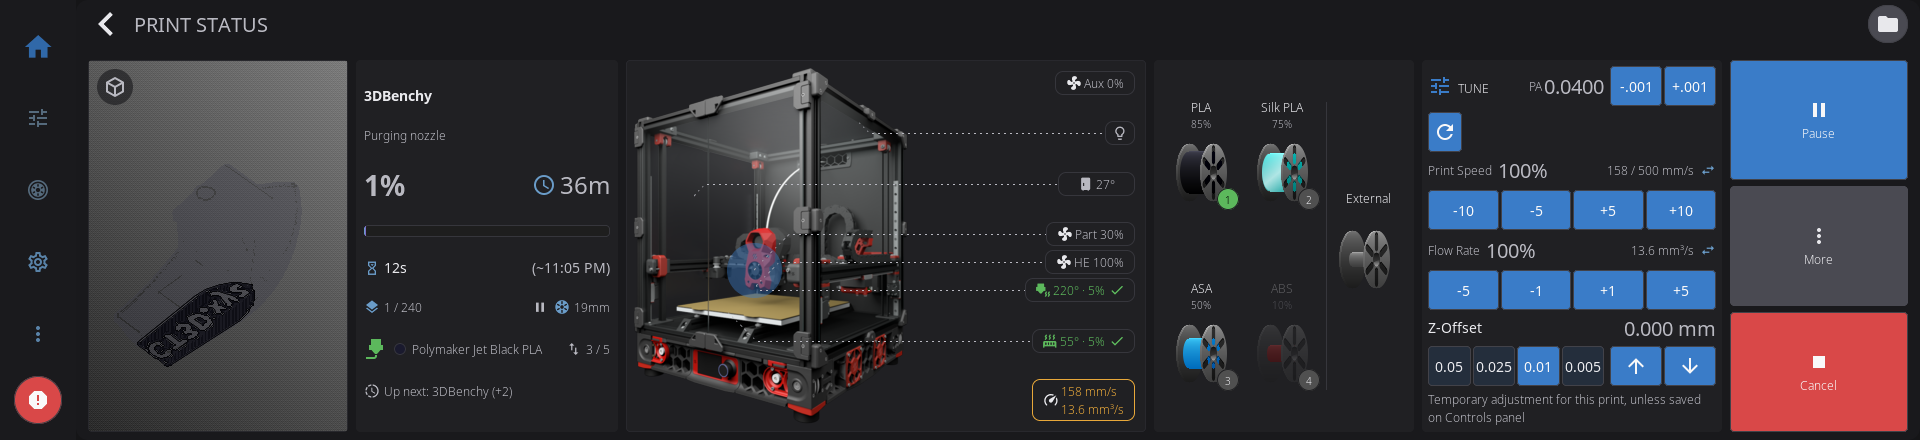 PRINT STATUS
3DBenchy
Purging nozzle
1%
36m
12s
(~11:05 PM)
1 / 240
19mm
Polymaker Jet Black PLA
3 / 5
Up next: 3DBenchy (+2)
Aux 0%
27°
Part 30%
HE 100%
220° · 5%
55° · 5%
158 mm/s
13.6 mm³/s
PLA
85%
1
Silk PLA
75%
2
ASA
50%
3
ABS
10%
4
External
TUNE
PA 0.0400
-.001
+.001
Print Speed 100%
158 / 500 mm/s
-10
-5
+5
+10
Flow Rate 100%
13.6 mm³/s
-5
-1
+1
+5
Z-Offset
0.000 mm
0.05
0.025
0.01
0.005
Temporary adjustment for this print, unless saved
on Controls panel
Pause
More
Cancel